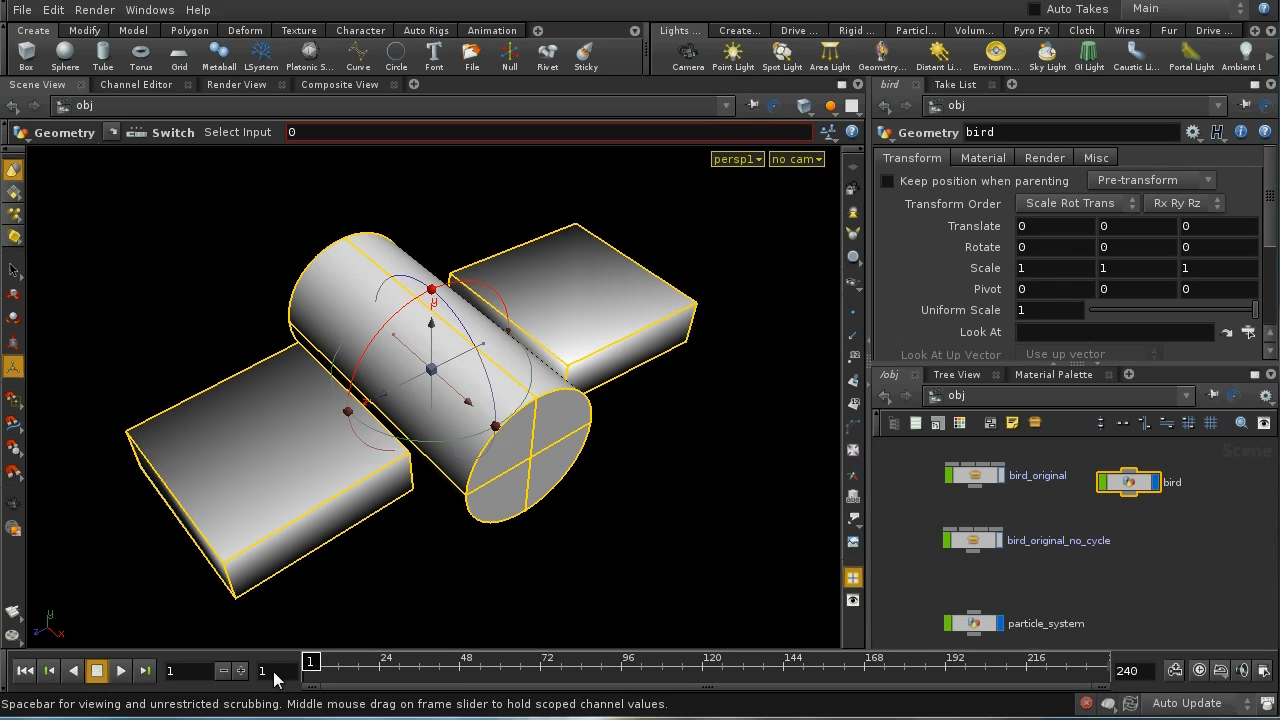 File Edit Render Windows Help Auto Takes Main
Create Modify Model Polygon Deform Texture Character Auto Rigs Animation Lights ... Create... Drive ... Rigid ... Particl... Volum... Pyro FX Cloth Wires Fur Drive ...
Box Sphere Tube Torus Grid Metaball LSystem Platonic S... Curve Circle Font File Null Rivet Sticky Camera Point Light Spot Light Area Light Geometry... Distant Li... Environm... Sky Light GI Light Caustic Li... Portal Light Ambient L
Scene View Channel Editor Render View Composite View bird Take List
obj obj
Geometry Switch Select Input 0 Geometry bird
persp1 no cam
Transform Material Render Misc
Keep position when parenting Pre-transform
Transform Order Scale Rot Trans Rx Ry Rz
Translate 0 0 0
Rotate 0 0 0
Scale 1 1 1
Pivot 0 0 0
Uniform Scale 1
Look At
Look At Up Vector Use up vector
/obj Tree View Material Palette
obj
Scene
bird_original bird
bird_original_no_cycle
particle_system
y
y
z x
1 1 1 24 48 72 96 120 144 168 192 216 240
Spacebar for viewing and unrestricted scrubbing. Middle mouse drag on frame slider to hold scoped channel values. Auto Update